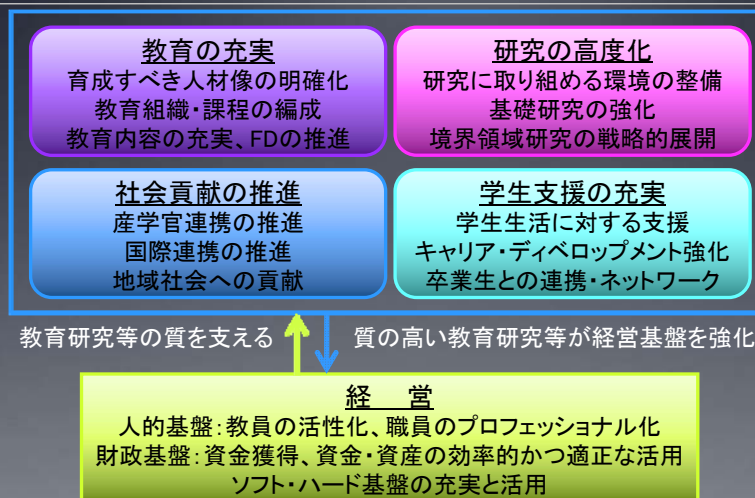 教育の充実
育成すべき人材像の明確化
教育組織・課程の編成
教育内容の充実、FDの推進
研究の高度化
研究に取り組める環境の整備
基礎研究の強化
境界領域研究の戦略的展開
社会貢献の推進
産学官連携の推進
国際連携の推進
地域社会への貢献
学生支援の充実
学生生活に対する支援
キャリア・ディベロップメント強化
卒業生との連携・ネットワーク
教育研究等の質を支える
質の高い教育研究等が経営基盤を強化
経　営
人的基盤：教員の活性化、職員のプロフェッショナル化
財政基盤：資金獲得、資金・資産の効率的かつ適正な活用
ソフト・ハード基盤の充実と活用